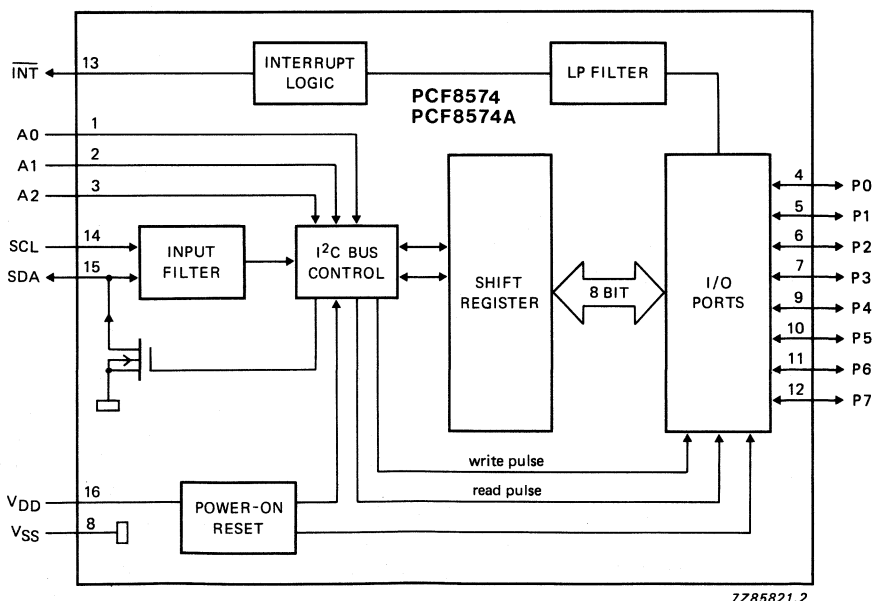 INT
13
INTERRUPT
LOGIC
LP FILTER
PCF8574
PCF8574A
A0
1
A1
2
A2
3
SCL
14
SDA
15
INPUT
FILTER
I²C BUS
CONTROL
SHIFT
REGISTER
8 BIT
I/O
PORTS
4
P0
5
P1
6
P2
7
P3
9
P4
10
P5
11
P6
12
P7
write pulse
read pulse
VDD
16
VSS
8
POWER-ON
RESET
7Z85821.2